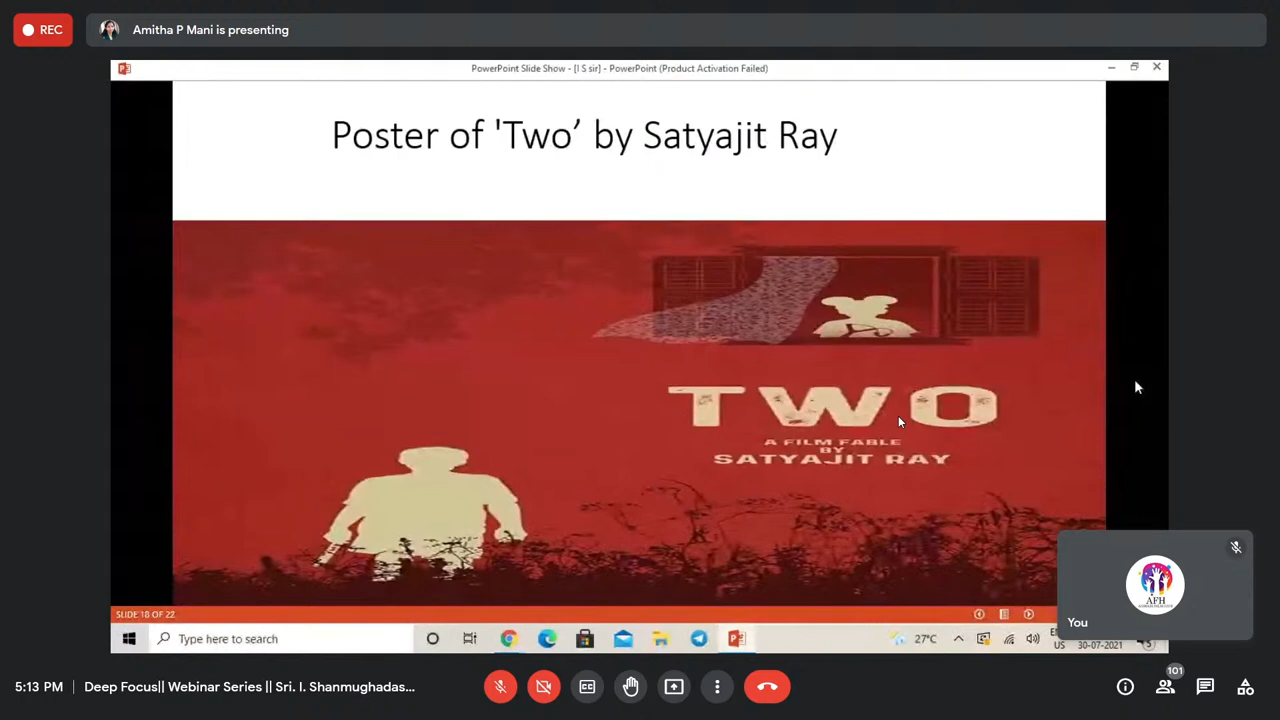 REC
Amitha P Mani is presenting
PowerPoint Slide Show - [I S sir] - PowerPoint (Product Activation Failed)
Poster of 'Two’ by Satyajit Ray
TWO
A FILM FABLE
BY
SATYAJIT RAY
AFH
You
SLIDE 18 OF 22
Type here to search
27°C
US
30-07-2021
5:13 PM
Deep Focus|| Webinar Series || Sri. I. Shanmughadas...
101